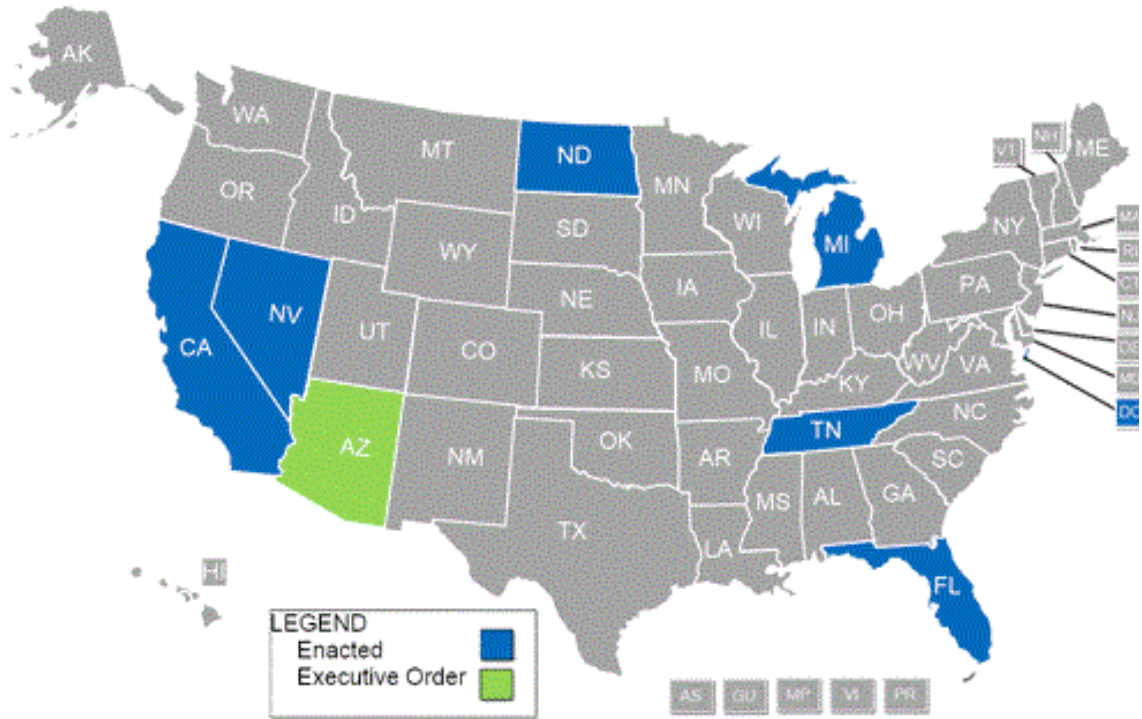 AK
WA
MT
ND
MN
VT
NH
ME
OR
ID
SD
WI
MI
NY
WY
MA
RI
CT
NV
UT
NE
IA
PA
NJ
CA
CO
IL
IN
OH
DE
KS
MO
WV
VA
MD
KY
DC
AZ
NM
OK
AR
TN
NC
SC
TX
MS
AL
GA
LA
FL
HI
LEGEND
Enacted
Executive Order
AS
GU
MP
VI
PR